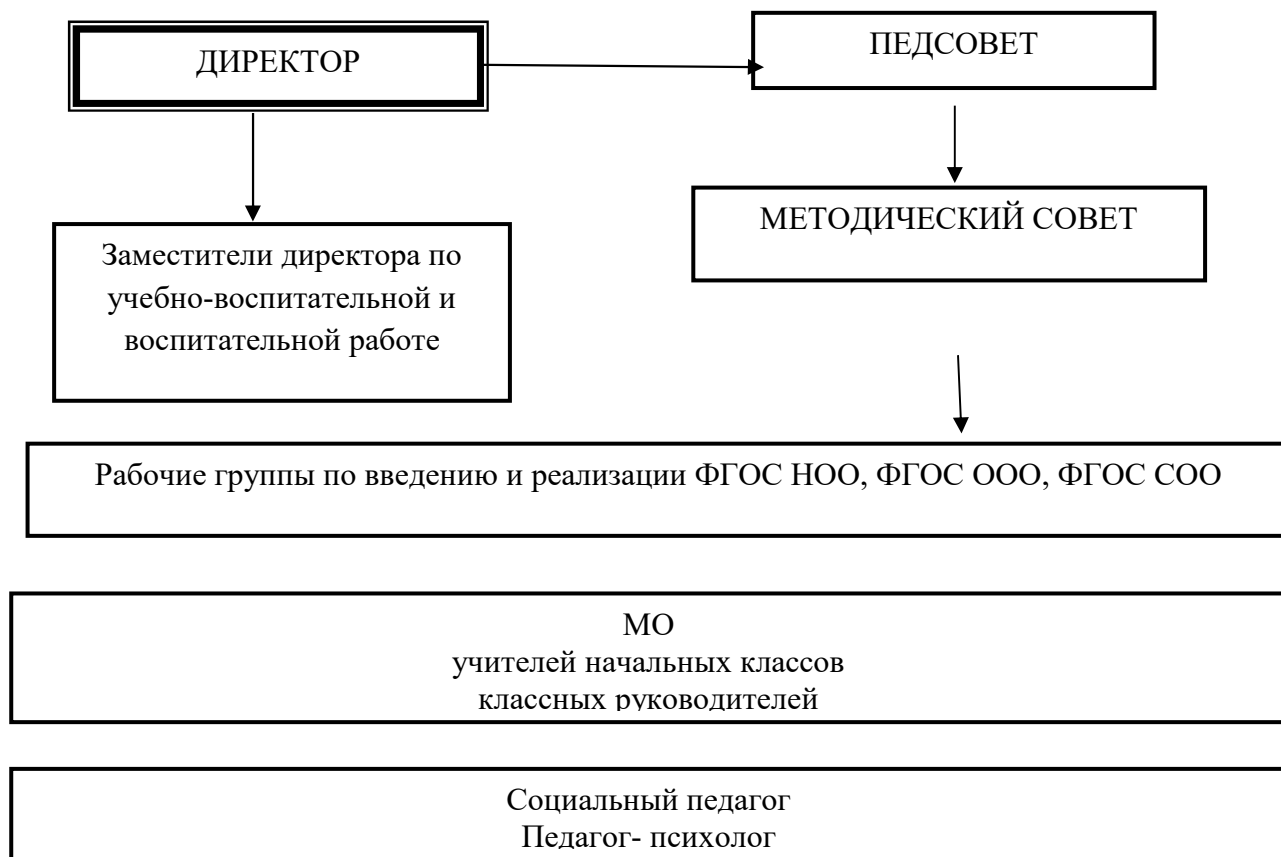 ДИРЕКТОР
ПЕДСОВЕТ
МЕТОДИЧЕСКИЙ СОВЕТ
Заместители директора по
учебно-воспитательной и
воспитательной работе
Рабочие группы по введению и реализации ФГОС НОО, ФГОС ООО, ФГОС СОО
МО
учителей начальных классов
классных руководителей
Социальный педагог
Педагог- психолог